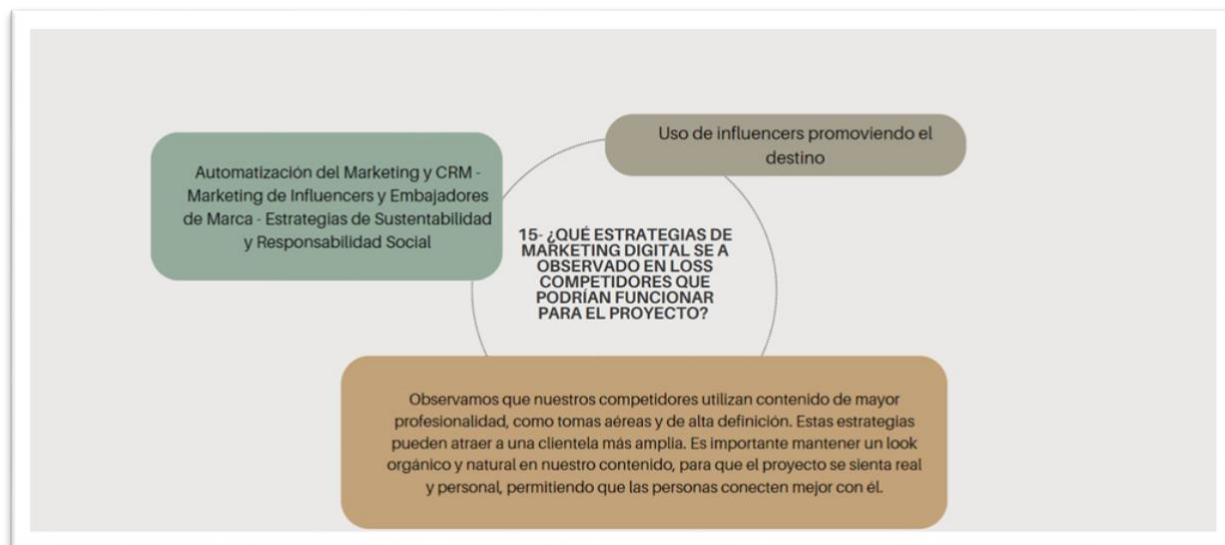 Uso de influencers promoviendo el
destino
Automatización del Marketing y CRM -
Marketing de Influencers y Embajadores
de Marca - Estrategias de Sustentabilidad
y Responsabilidad Social
15- ¿QUÉ ESTRATEGIAS DE
MARKETING DIGITAL SE A
OBSERVADO EN LOSS
COMPETIDORES QUE
PODRÍAN FUNCIONAR
PARA EL PROYECTO?
Observamos que nuestros competidores utilizan contenido de mayor
profesionalidad, como tomas aéreas y de alta definición. Estas estrategias
pueden atraer a una clientela más amplia. Es importante mantener un look
orgánico y natural en nuestro contenido, para que el proyecto se sienta real
y personal, permitiendo que las personas conecten mejor con él.